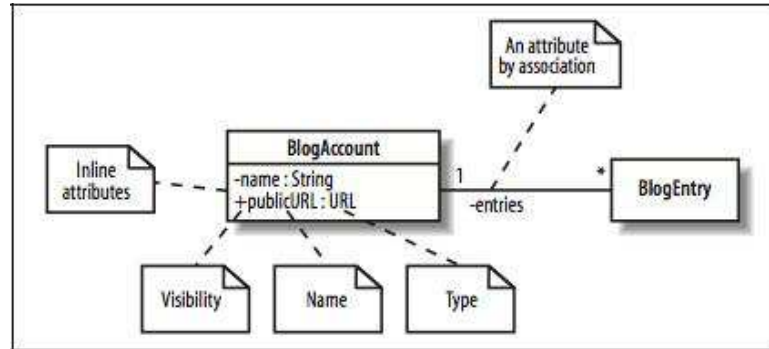 An attribute
by association
Inline
attributes
BlogAccount
-name : String
+publicURL : URL
1
*
-entries
BlogEntry
Visibility
Name
Type